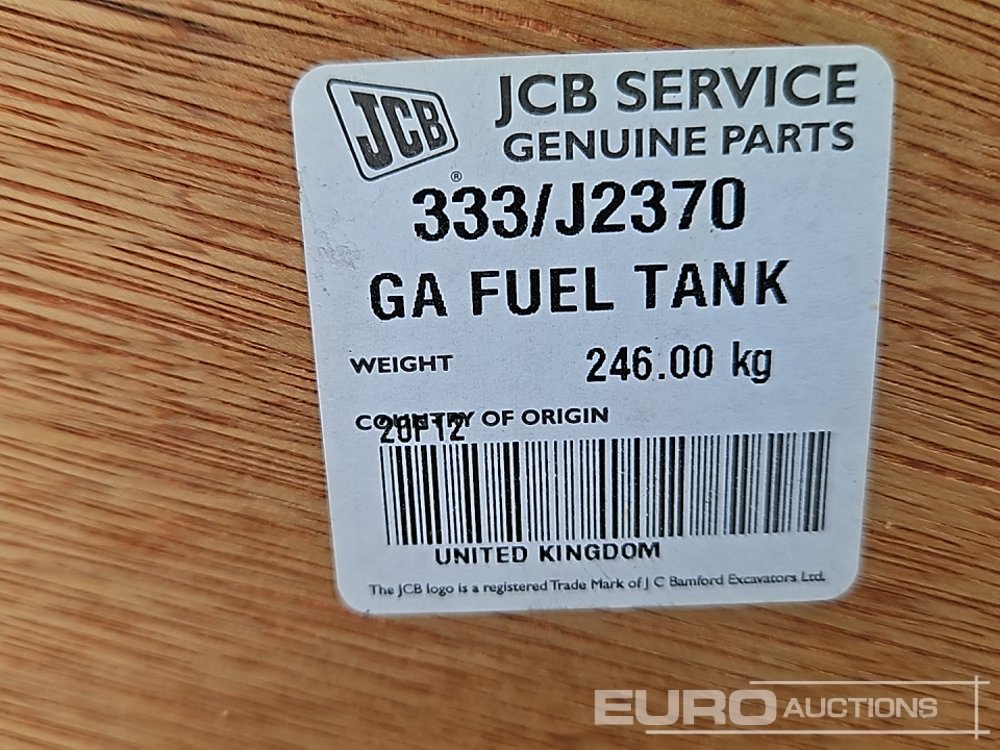 JCB
JCB SERVICE
GENUINE PARTS
®
333/J2370
GA FUEL TANK
WEIGHT 246.00 kg
COUNTRY OF ORIGIN
UNITED KINGDOM
The JCB logo is a registered Trade Mark of J C Bamford Excavators Ltd.
EURO AUCTIONS